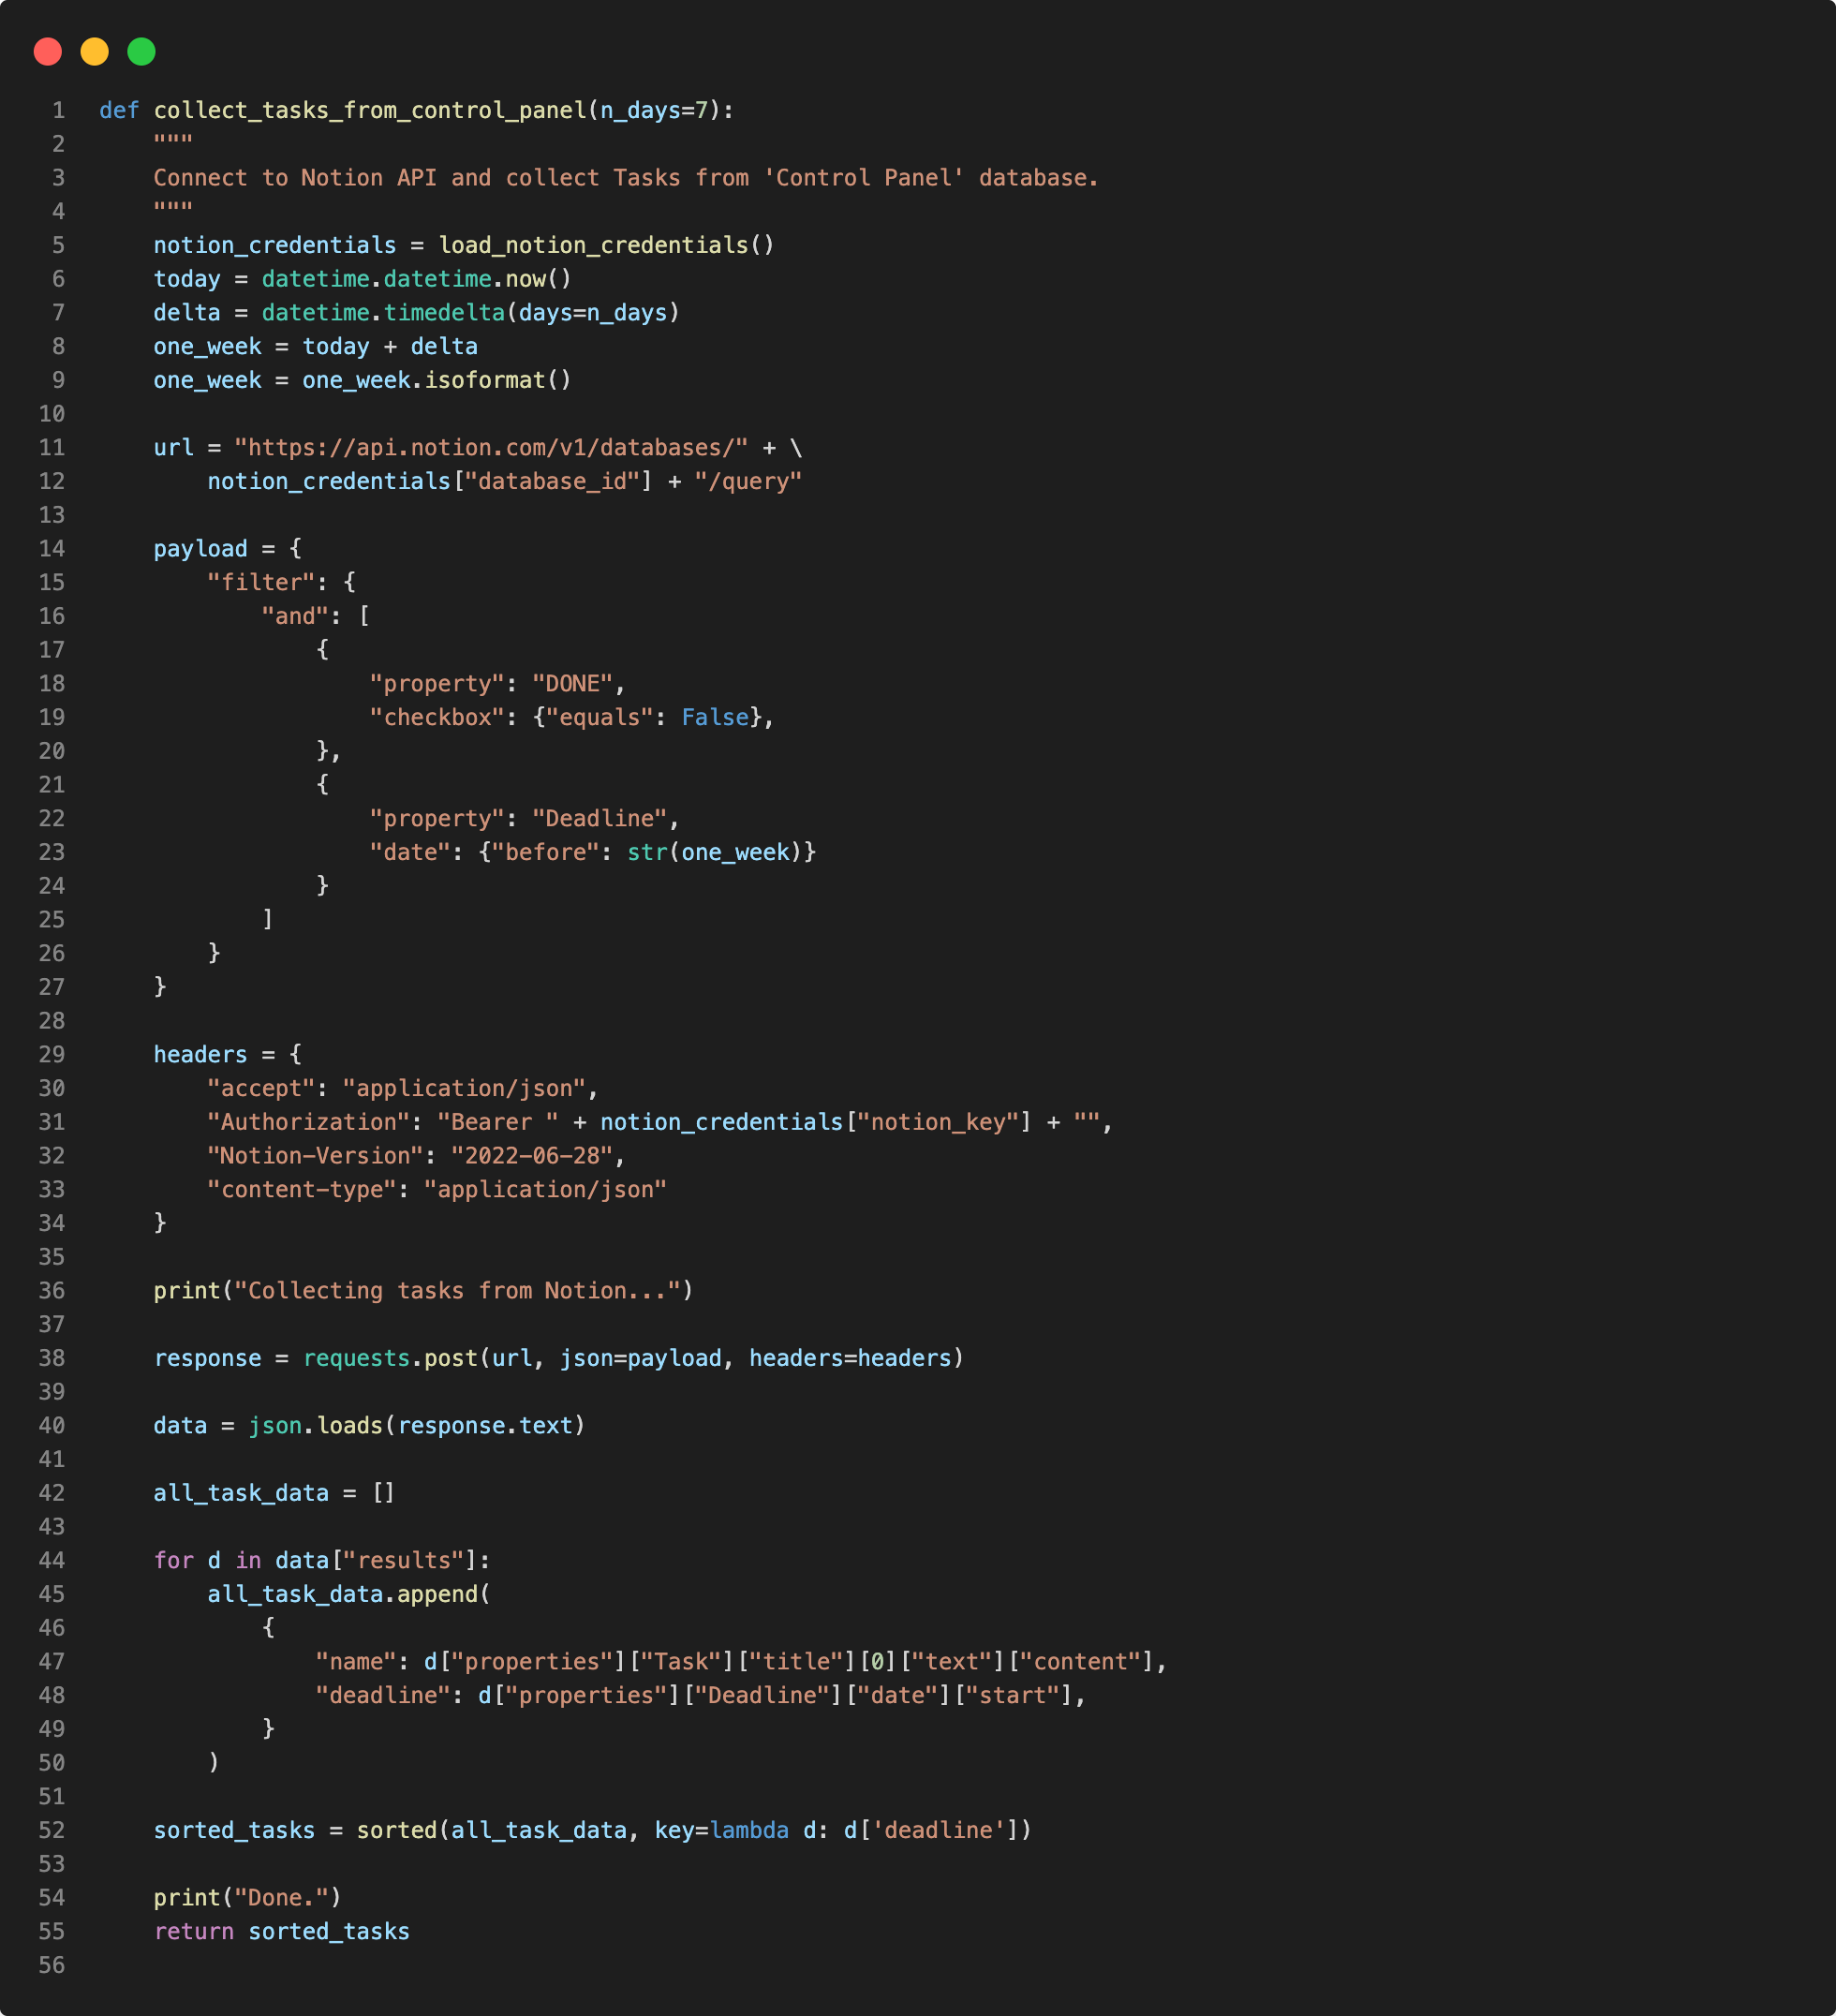 1 def collect_tasks_from_control_panel(n_days=7):
2     """
3     Connect to Notion API and collect Tasks from 'Control Panel' database.
4     """
5     notion_credentials = load_notion_credentials()
6     today = datetime.datetime.now()
7     delta = datetime.timedelta(days=n_days)
8     one_week = today + delta
9     one_week = one_week.isoformat()
10
11     url = "https://api.notion.com/v1/databases/" + \
12         notion_credentials["database_id"] + "/query"
13
14     payload = {
15         "filter": {
16             "and": [
17                 {
18                     "property": "DONE",
19                     "checkbox": {"equals": False},
20                 },
21                 {
22                     "property": "Deadline",
23                     "date": {"before": str(one_week)}
24                 }
25             ]
26         }
27     }
28
29     headers = {
30         "accept": "application/json",
31         "Authorization": "Bearer " + notion_credentials["notion_key"] + "",
32         "Notion-Version": "2022-06-28",
33         "content-type": "application/json"
34     }
35
36     print("Collecting tasks from Notion...")
37
38     response = requests.post(url, json=payload, headers=headers)
39
40     data = json.loads(response.text)
41
42     all_task_data = []
43
44     for d in data["results"]:
45         all_task_data.append(
46             {
47                 "name": d["properties"]["Task"]["title"][0]["text"]["content"],
48                 "deadline": d["properties"]["Deadline"]["date"]["start"],
49             }
50         )
51
52     sorted_tasks = sorted(all_task_data, key=lambda d: d['deadline'])
53
54     print("Done.")
55     return sorted_tasks
56